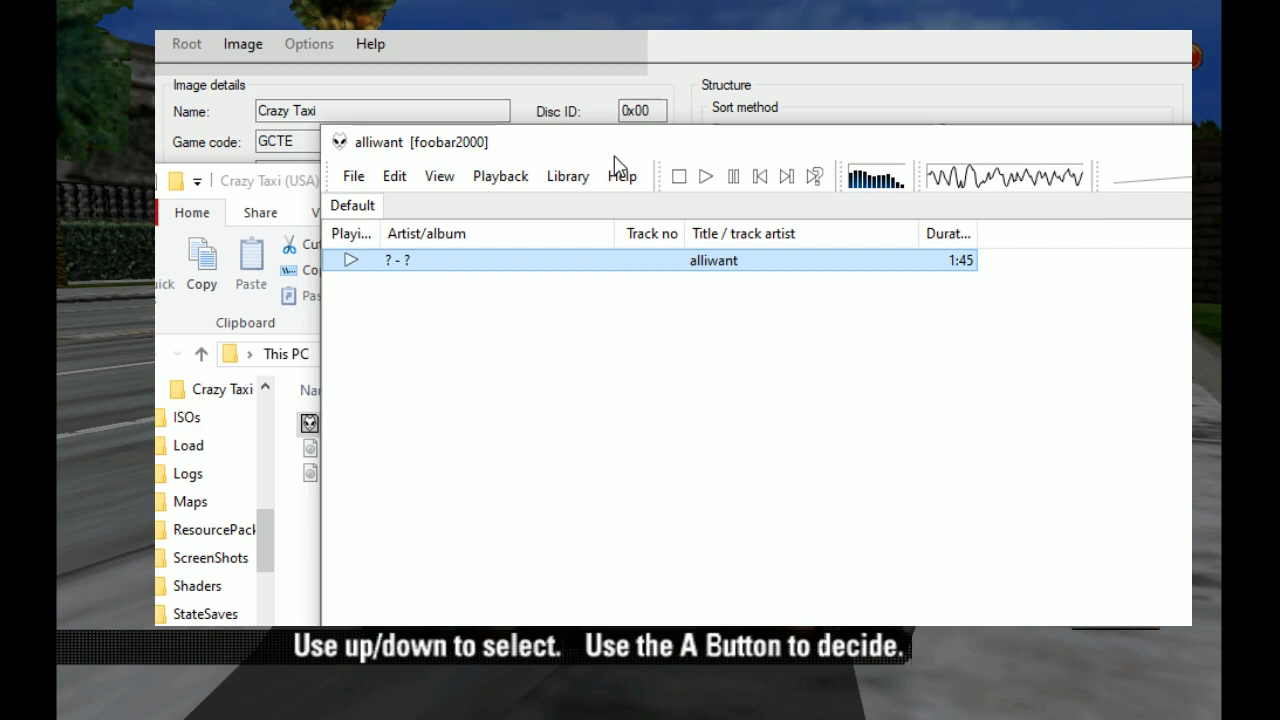 Root Image Options Help
Image details
Structure
Name: Crazy Taxi Disc ID: 0x00
Sort method
Game code: GCTE
alliwant [foobar2000]
Crazy Taxi (USA)
File Edit View Playback Library Help
Default
Home Share V
Playi... Artist/album Track no Title / track artist Durat...
? - ? alliwant 1:45
Copy Paste
Clipboard
This PC
Crazy Taxi
ISOs
Load
Logs
Maps
ResourcePack
ScreenShots
Shaders
StateSaves
Use up/down to select. Use the A Button to decide.